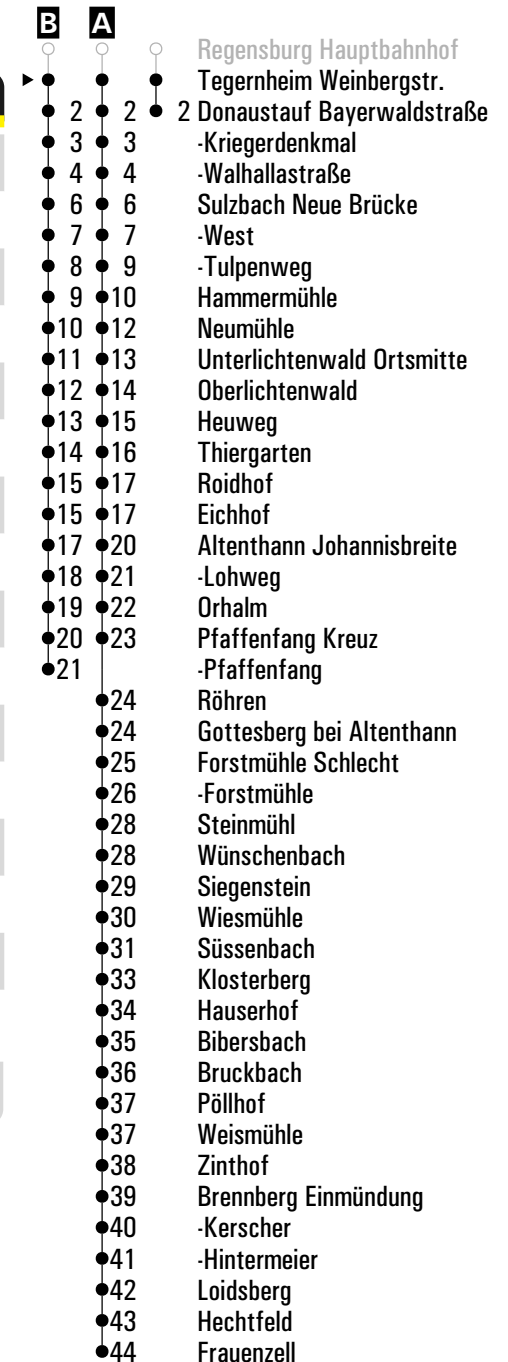 B A
Regensburg Hauptbahnhof
Tegernheim Weinbergstr.
2 2 2 Donaustauf Bayerwaldstraße
3 3 -Kriegerdenkmal
4 4 -Walhallastraße
6 6 Sulzbach Neue Brücke
7 7 -West
8 9 -Tulpenweg
9 10 Hammermühle
10 12 Neumühle
11 13 Unterlichtenwald Ortsmitte
12 14 Oberlichtenwald
13 15 Heuweg
14 16 Thiergarten
15 17 Roidhof
15 17 Eichhof
17 20 Altenthann Johannisbreite
18 21 -Lohweg
19 22 Orhalm
20 23 Pfaffenfang Kreuz
21 -Pfaffenfang
24 Röhren
24 Gottesberg bei Altenthann
25 Forstmühle Schlecht
26 -Forstmühle
28 Steinmühl
28 Wünschenbach
29 Siegenstein
30 Wiesmühle
31 Süssenbach
33 Klosterberg
34 Hauserhof
35 Bibersbach
36 Bruckbach
37 Pöllhof
37 Weismühle
38 Zinthof
39 Brennberg Einmündung
40 -Kerscher
41 -Hintermeier
42 Loidsberg
43 Hechtfeld
44 Frauenzell